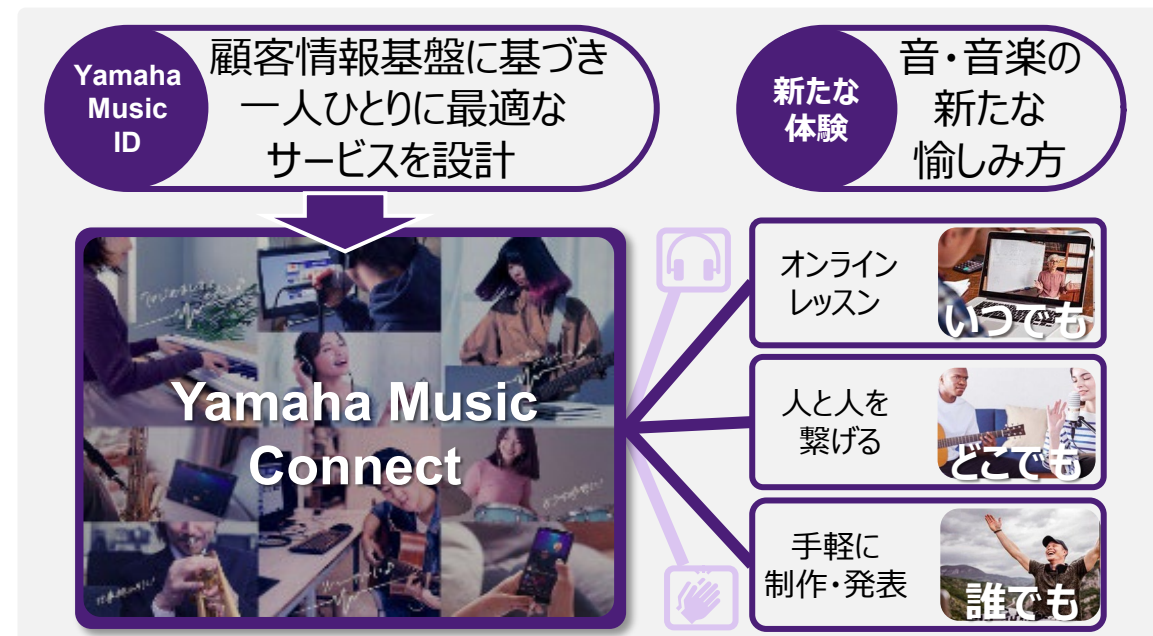 Yamaha
Music
ID
顧客情報基盤に基づき
一人ひとりに最適な
サービスを設計
新たな
体験
音・音楽の
新たな
愉しみ方
Yamaha Music
Connect
オンライン
レッスン
いつでも
人と人を
繋げる
どこでも
手軽に
制作・発表
誰でも